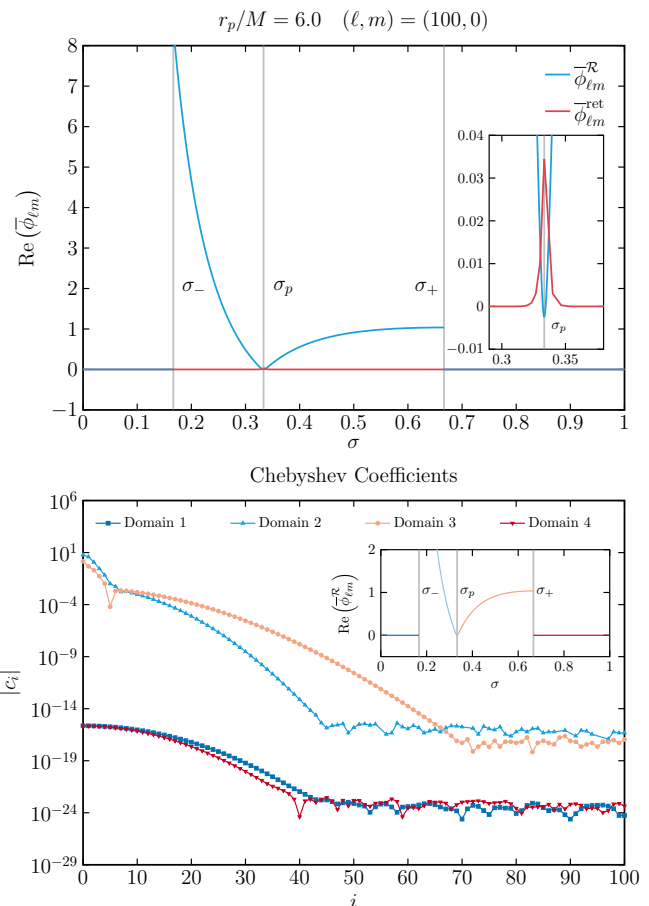 r_p/M = 6.0 (ℓ, m) = (100, 0)
8
7
6
5
4
3
2
1
0
−1
Re (ϕ̅_ℓm)
σ_−
σ_p
σ_+
ϕ̅^ℛ_ℓm
ϕ̅^ret_ℓm
0.04
0.03
0.02
0.01
0
−0.01
0.3 0.35
σ_p
0 0.1 0.2 0.3 0.4 0.5 0.6 0.7 0.8 0.9 1
σ
Chebyshev Coefficients
10^6
10^1
10^−4
10^−9
10^−14
10^−19
10^−24
10^−29
|c_i|
Domain 1 Domain 2 Domain 3 Domain 4
2
1
0
Re (ϕ̅^ℛ_ℓm)
σ_− σ_p σ_+
0 0.2 0.4 0.6 0.8 1
σ
0 10 20 30 40 50 60 70 80 90 100
i